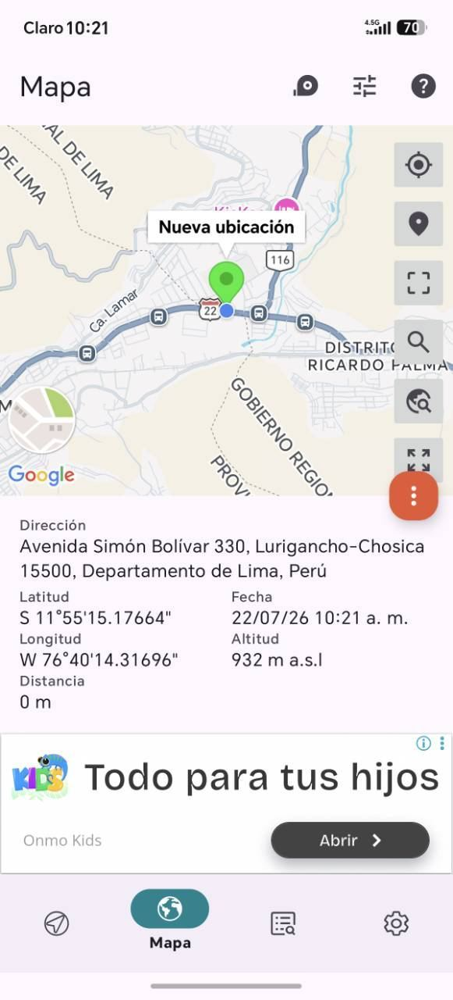 Claro 10:21
4.5G
70
Mapa
?
AL DE LIMA
DE LIMA
Nueva ubicación
116
22
Ca. Lamar
DISTRITO
RICARDO PALMA
M
GOBIERNO REGIO
PROV
Google
Dirección
Avenida Simón Bolívar 330, Lurigancho-Chosica
15500, Departamento de Lima, Perú
Latitud
S 11°55'15.17664"
Fecha
22/07/26 10:21 a. m.
Longitud
W 76°40'14.31696"
Altitud
932 m a.s.l
Distancia
0 m
KIDS
Todo para tus hijos
Onmo Kids
Abrir
Mapa